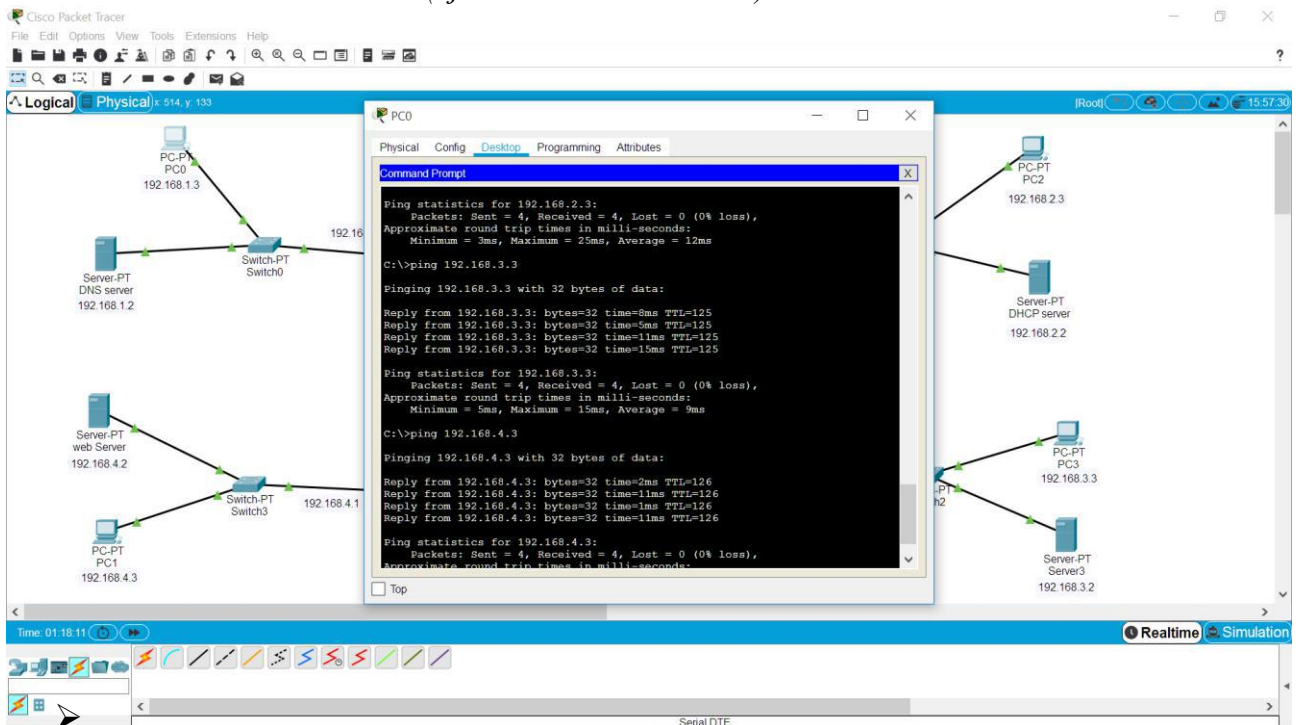 Cisco Packet Tracer
File Edit Options View Tools Extensions Help
?
Logical Physical x: 514, y: 133
[Root] 15:57:30
PC-PT
PC0
192.168.1.3
Server-PT
DNS server
192.168.1.2
Switch-PT
Switch0
192.16
Server-PT
web Server
192.168.4.2
Switch-PT
Switch3
192.168.4.1
PC-PT
PC1
192.168.4.3
PC0
Physical Config Desktop Programming Attributes
Command Prompt X
Ping statistics for 192.168.2.3:
Packets: Sent = 4, Received = 4, Lost = 0 (0% loss),
Approximate round trip times in milli-seconds:
Minimum = 3ms, Maximum = 25ms, Average = 12ms
C:\>ping 192.168.3.3
Pinging 192.168.3.3 with 32 bytes of data:
Reply from 192.168.3.3: bytes=32 time=8ms TTL=125
Reply from 192.168.3.3: bytes=32 time=5ms TTL=125
Reply from 192.168.3.3: bytes=32 time=11ms TTL=125
Reply from 192.168.3.3: bytes=32 time=15ms TTL=125
Ping statistics for 192.168.3.3:
Packets: Sent = 4, Received = 4, Lost = 0 (0% loss),
Approximate round trip times in milli-seconds:
Minimum = 5ms, Maximum = 15ms, Average = 9ms
C:\>ping 192.168.4.3
Pinging 192.168.4.3 with 32 bytes of data:
Reply from 192.168.4.3: bytes=32 time=2ms TTL=126
Reply from 192.168.4.3: bytes=32 time=11ms TTL=126
Reply from 192.168.4.3: bytes=32 time=1ms TTL=126
Reply from 192.168.4.3: bytes=32 time=11ms TTL=126
Ping statistics for 192.168.4.3:
Packets: Sent = 4, Received = 4, Lost = 0 (0% loss),
Approximate round trip times in milli-seconds:
Top
PC-PT
PC2
192.168.2.3
Server-PT
DHCP server
192.168.2.2
PC-PT
PC3
192.168.3.3
-PT
h2
Server-PT
Server3
192.168.3.2
Time: 01:18:11
Realtime Simulation
Serial DTE